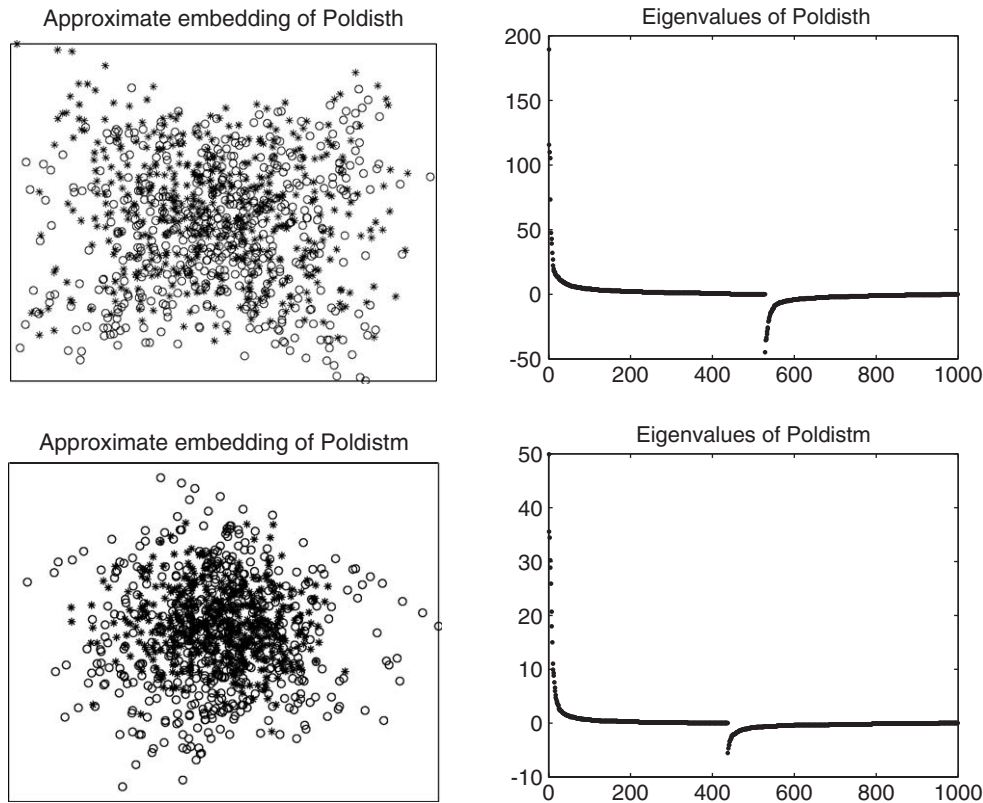 Approximate embedding of Poldisth
Eigenvalues of Poldisth
200
150
100
50
0
-50
0 200 400 600 800 1000
Approximate embedding of Poldistm
Eigenvalues of Poldistm
50
40
30
20
10
0
-10
0 200 400 600 800 1000